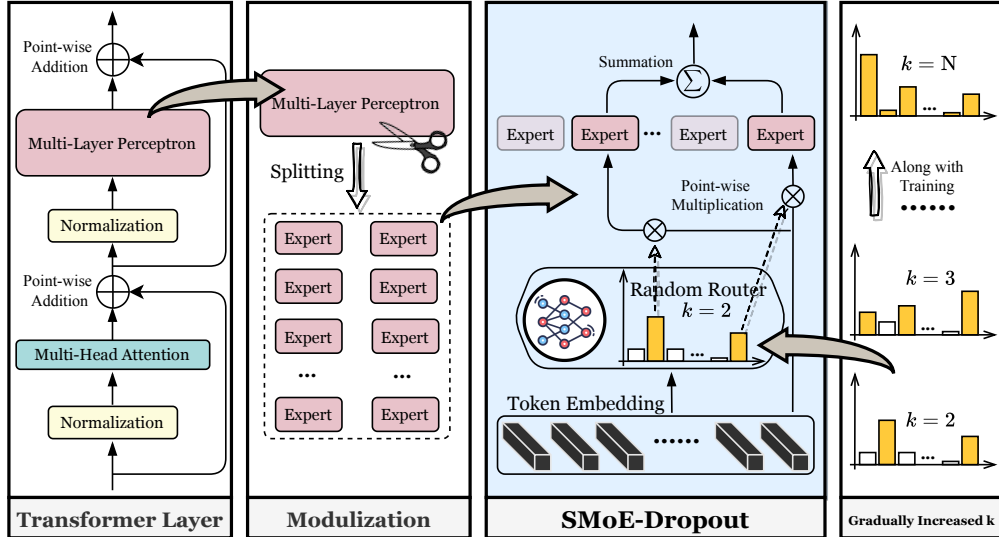 Point-wise
Addition
Multi-Layer Perceptron
Normalization
Point-wise
Addition
Multi-Head Attention
Normalization
Transformer Layer
Multi-Layer Perceptron
Splitting
Expert Expert
Expert Expert
Expert Expert
... ...
Expert Expert
Modulization
Summation
Σ
Expert Expert ... Expert Expert
Point-wise
Multiplication
Random Router
k = 2
...
Token Embedding
......
SMoE-Dropout
k = N
...
Along with
Training
......
k = 3
...
k = 2
...
Gradually Increased k